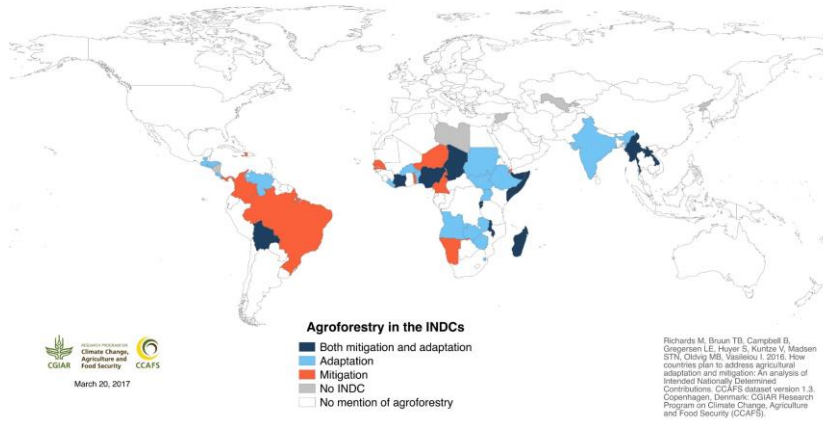 Agroforestry in the INDCs
Both mitigation and adaptation
Adaptation
Mitigation
No INDC
No mention of agroforestry
CGIAR
RESEARCH PROGRAM ON
Climate Change,
Agriculture and
Food Security
CCAFS
March 20, 2017
Richards M, Bruun TB, Campbell B,
Gregersen LE, Huyer S, Kuntze V, Madsen
STN, Oldvig MB, Vasileiou I. 2016. How
countries plan to address agricultural
adaptation and mitigation: An analysis of
Intended Nationally Determined
Contributions. CCAFS dataset version 1.3.
Copenhagen, Denmark: CGIAR Research
Program on Climate Change, Agriculture
and Food Security (CCAFS).